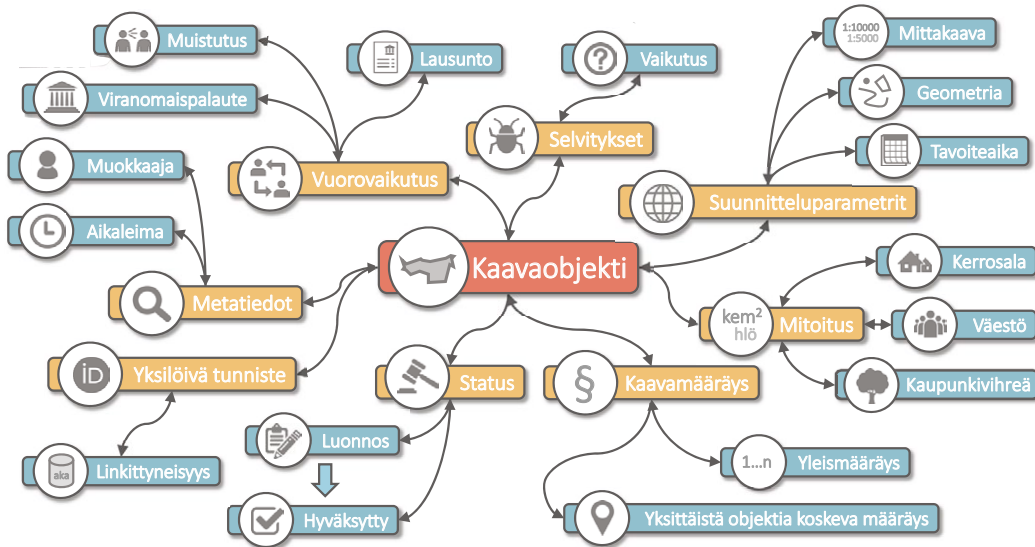 Muistutus
Lausunto
Vaikutus
1:10000
1:5000
Mittakaava
Viranomaispalaute
Geometria
Selvitykset
Tavoiteaika
Muokkaaja
Vuorovaikutus
Suunnitteluparametrit
Aikaleima
Kaavaobjekti
Kerrosala
Metatiedot
kem²
hlö
Mitoitus
Väestö
iD
Yksilöivä tunniste
Status
§
Kaavamääräys
Kaupunkivihreä
Luonnos
aka
Linkittyneisyys
1...n
Yleismääräys
Hyväksytty
Yksittäistä objektia koskeva määräys